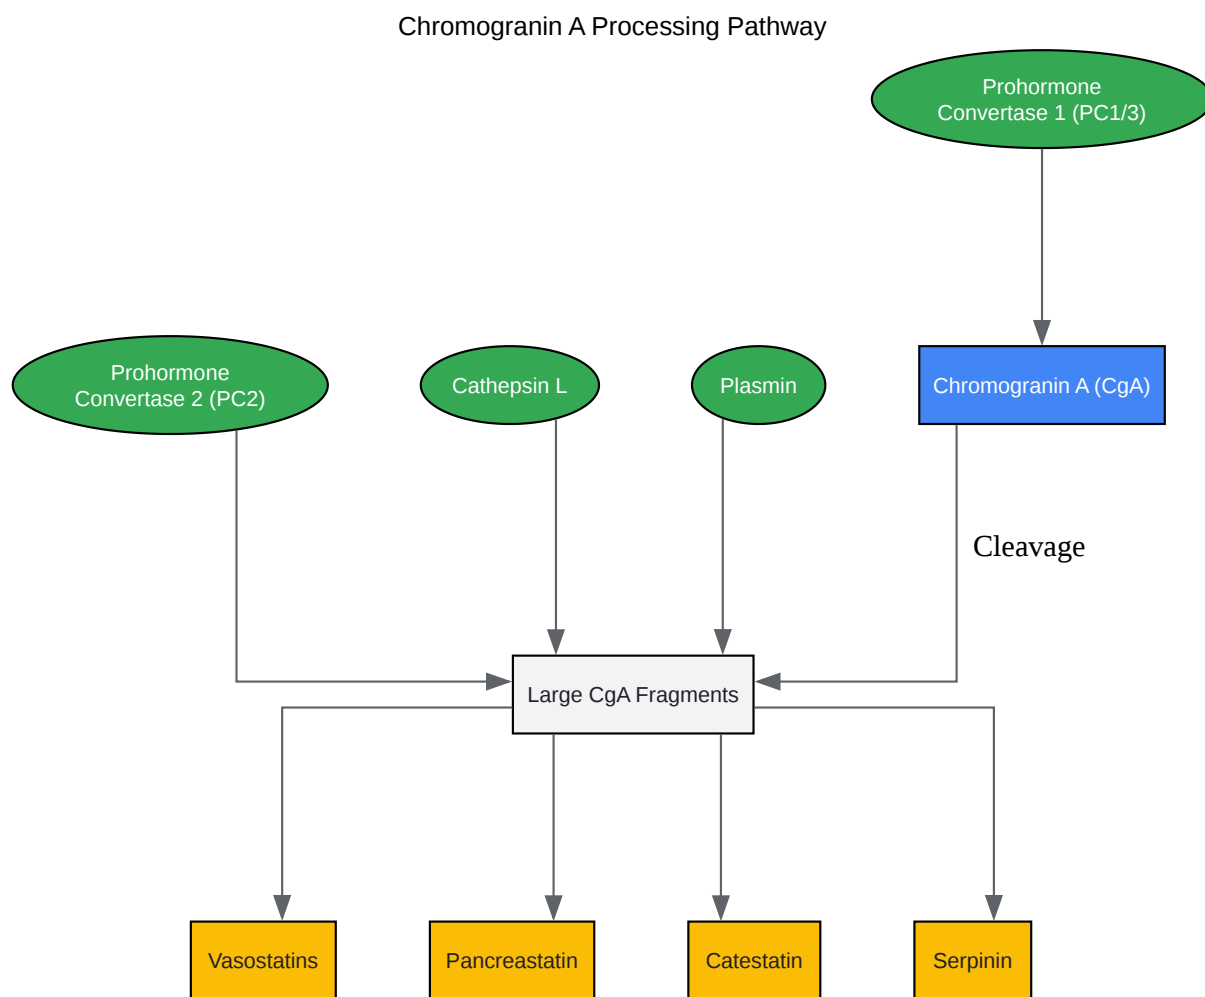 Chromogranin A Processing Pathway
Prohormone
Convertase 1 (PC1/3)
Prohormone
Convertase 2 (PC2)
Cathepsin L
Plasmin
Chromogranin A (CgA)
Cleavage
Large CgA Fragments
Vasostatins
Pancreastatin
Catestatin
Serpinin